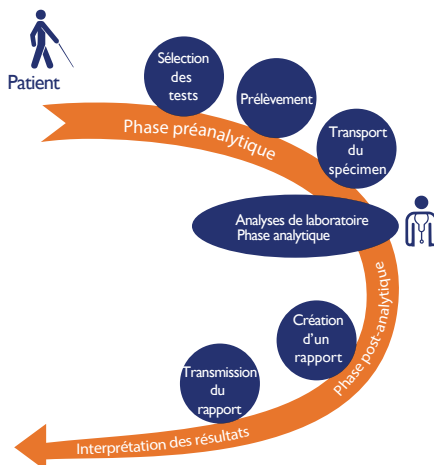 Patient
Sélection
des
tests
Prélèvement
Transport
du
spécimen
Phase préanalytique
Analyses de laboratoire
Phase analytique
Phase post-analytique
Création
d'un
rapport
Transmission
du
rapport
Interprétation des résultats